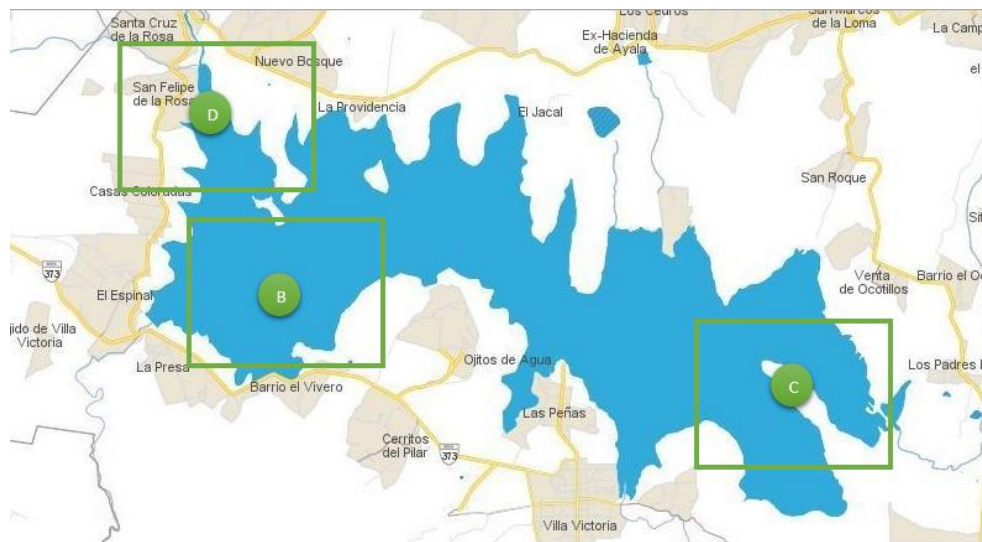 Los Cedros
San Marcos
de la Loma
Santa Cruz
de la Rosa
La Camp
Ex-Hacienda
de Ayala
Nuevo Bosque
el
San Felipe
de la Rosa
D
La Providencia
El Jacal
San Roque
Casas Coloradas
Sit
373
Venta
de Ocotillos
Barrio el Oc
El Espinal
B
jido de Villa
Victoria
La Presa
Ojitos de Agua
Los Padres E
Barrio el Vivero
C
Las Peñas
Cerritos
del Pilar
373
Villa Victoria